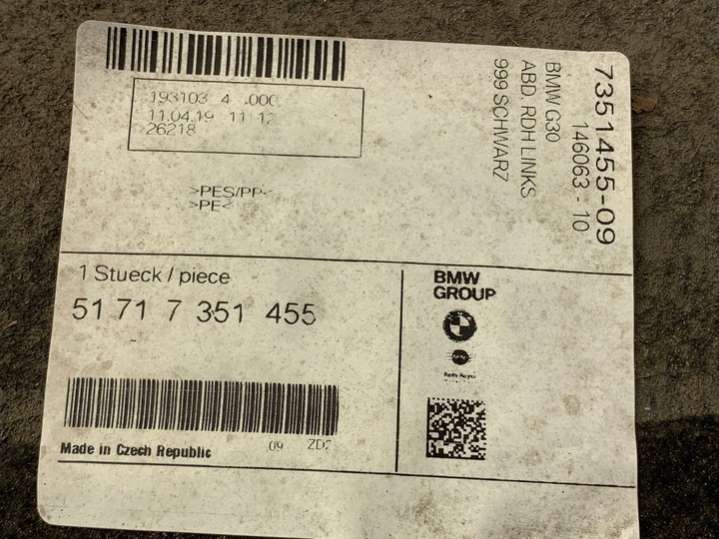 193103 4 .000
11.04.19 11 12
26218
>PES/PP<
>PE<
7351455-09
146063 - 10
BMW G30
ABD. RDH LINKS
999 SCHWARZ
1 Stueck / piece
51 71 7 351 455
Made in Czech Republic
09 ZD2
BMW
GROUP